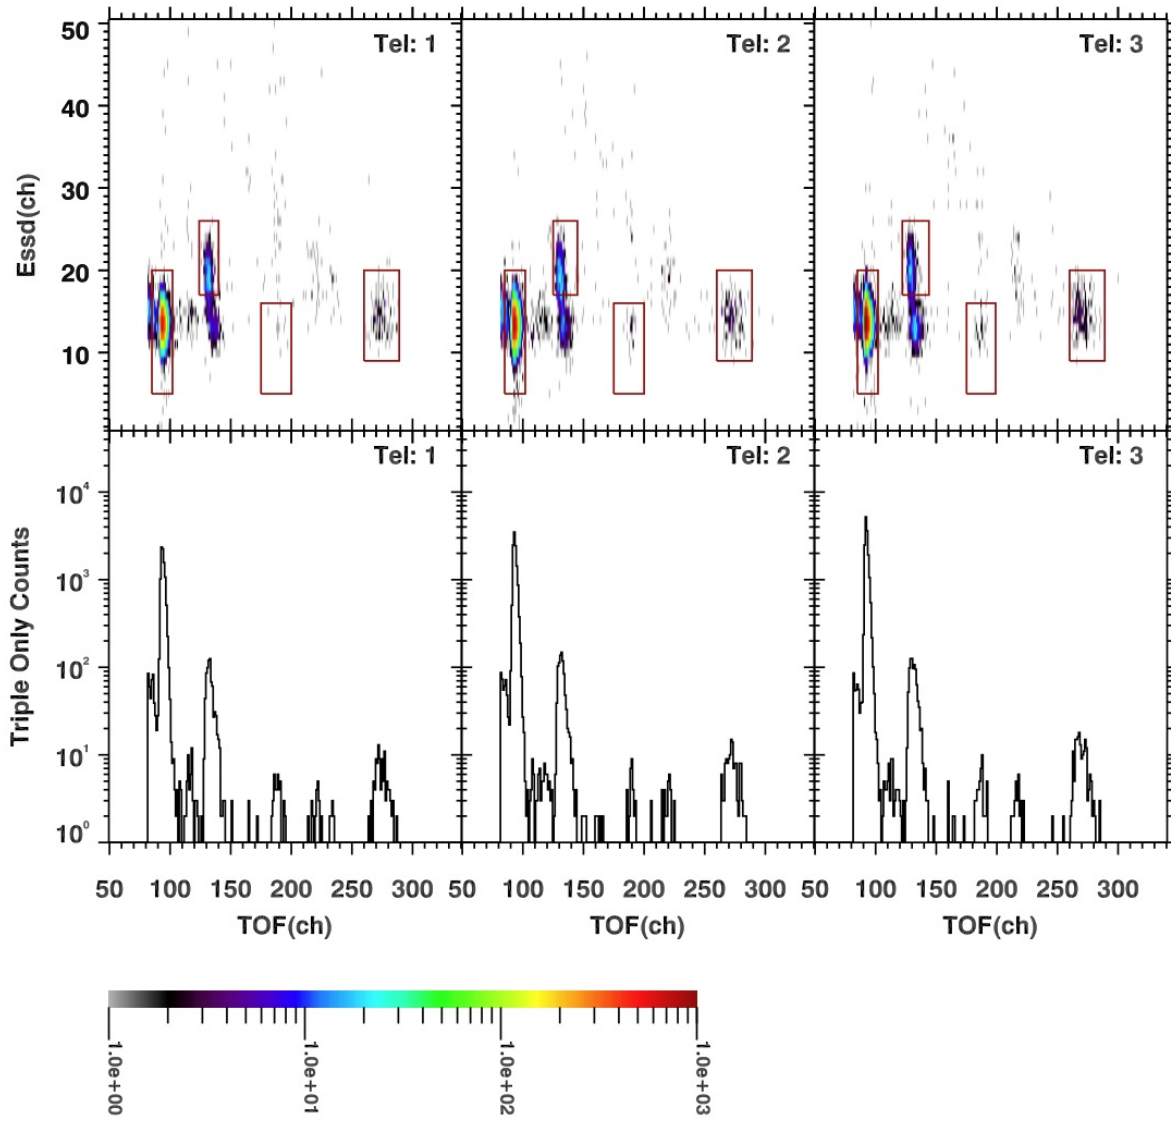 Tel: 1 Tel: 2 Tel: 3
50
40
30
20
10
Essd(ch)
Tel: 1 Tel: 2 Tel: 3
10⁴
10³
10²
10¹
10⁰
Triple Only Counts
50 100 150 200 250 300 50 100 150 200 250 300 50 100 150 200 250 300
TOF(ch) TOF(ch) TOF(ch)
1.0e+00 1.0e+01 1.0e+02 1.0e+03